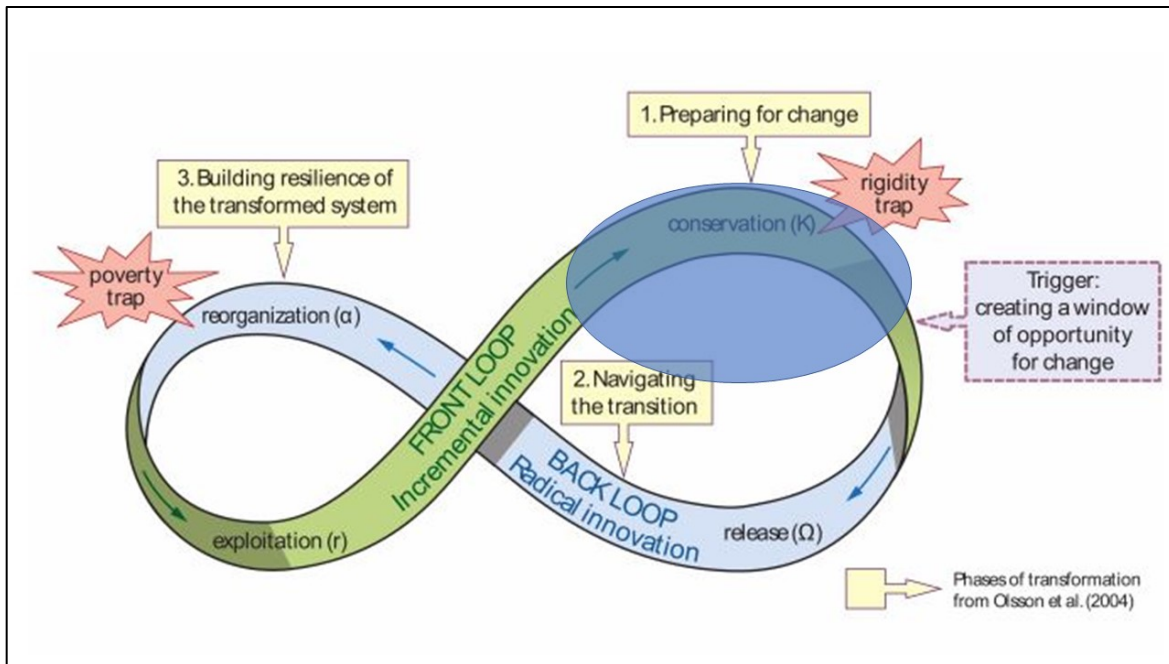 1. Preparing for change
3. Building resilience of
the transformed system
rigidity
trap
conservation (K)
poverty
trap
Trigger:
creating a window
of opportunity
for change
reorganization (α)
FRONT LOOP
Incremental innovation
2. Navigating
the transition
BACK LOOP
Radical innovation
release (Ω)
exploitation (r)
Phases of transformation
from Olsson et al. (2004)